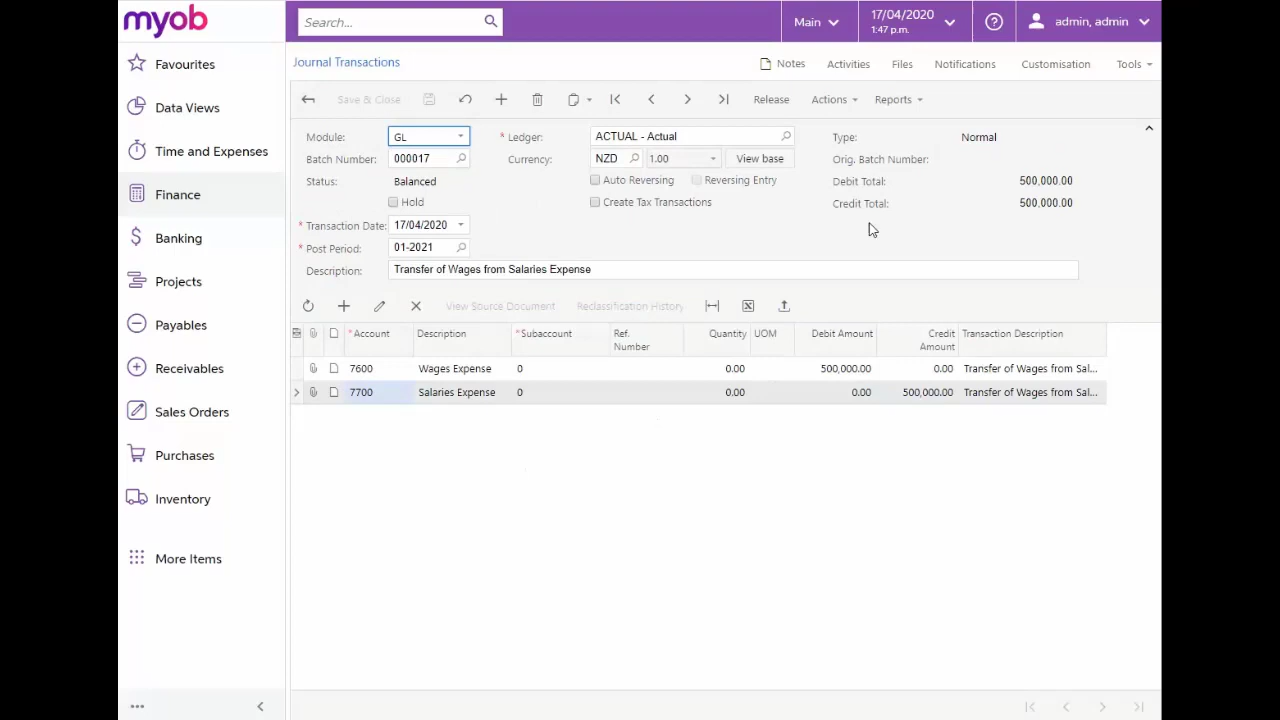 myob
Search...
Main
17/04/2020
1:47 p.m.
admin, admin
Favourites
Data Views
Time and Expenses
Finance
Banking
Projects
Payables
Receivables
Sales Orders
Purchases
Inventory
More Items
Journal Transactions
Notes Activities Files Notifications Customisation Tools
Save & Close Release Actions Reports
Module: GL * Ledger: ACTUAL - Actual Type: Normal
Batch Number: 000017 Currency: NZD 1.00 View base Orig. Batch Number:
Status: Balanced Auto Reversing Reversing Entry Debit Total: 500,000.00
Hold Create Tax Transactions Credit Total: 500,000.00
* Transaction Date: 17/04/2020
* Post Period: 01-2021
Description: Transfer of Wages from Salaries Expense
View Source Document Reclassification History
*Account Description *Subaccount Ref. Number Quantity UOM Debit Amount Credit Amount Transaction Description
7600 Wages Expense 0 0.00 500,000.00 0.00 Transfer of Wages from Sal...
7700 Salaries Expense 0 0.00 0.00 500,000.00 Transfer of Wages from Sal...